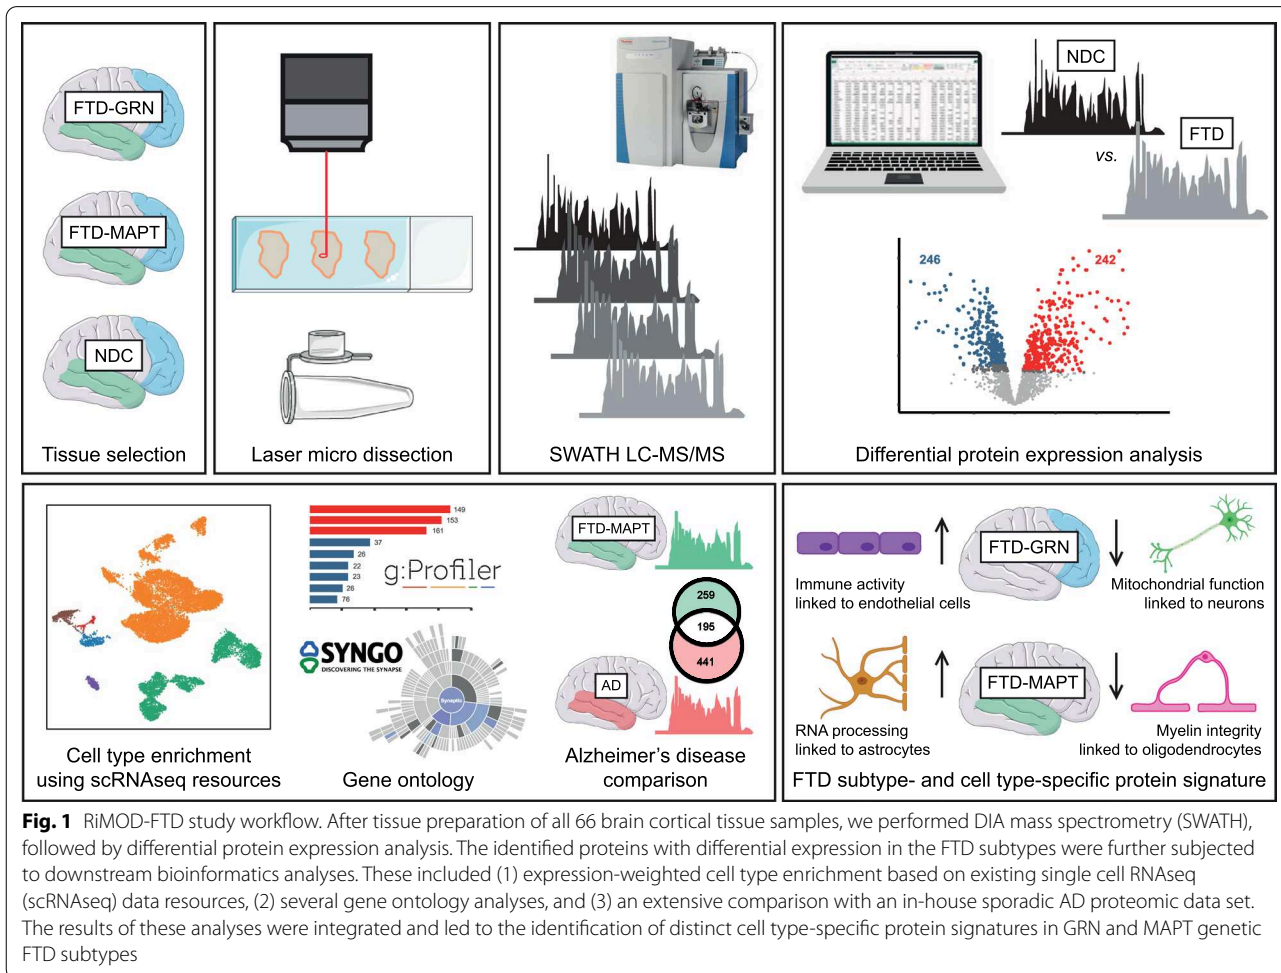 FTD-GRN
FTD-MAPT
NDC
Tissue selection
Laser micro dissection
SWATH LC-MS/MS
NDC
vs.
FTD
246
242
Differential protein expression analysis
Cell type enrichment
using scRNAseq resources
149
153
161
37
26
22
23
26
76
g:Profiler
SYNGO
DISCOVERING THE SYNAPSE
Synaptic
Gene ontology
FTD-MAPT
259
195
441
AD
Alzheimer's disease
comparison
Immune activity
linked to endothelial cells
FTD-GRN
Mitochondrial function
linked to neurons
RNA processing
linked to astrocytes
FTD-MAPT
Myelin integrity
linked to oligodendrocytes
FTD subtype- and cell type-specific protein signature
Fig. 1 RiMOD-FTD study workflow. After tissue preparation of all 66 brain cortical tissue samples, we performed DIA mass spectrometry (SWATH),
followed by differential protein expression analysis. The identified proteins with differential expression in the FTD subtypes were further subjected
to downstream bioinformatics analyses. These included (1) expression-weighted cell type enrichment based on existing single cell RNAseq
(scRNAseq) data resources, (2) several gene ontology analyses, and (3) an extensive comparison with an in-house sporadic AD proteomic data set.
The results of these analyses were integrated and led to the identification of distinct cell type-specific protein signatures in GRN and MAPT genetic
FTD subtypes